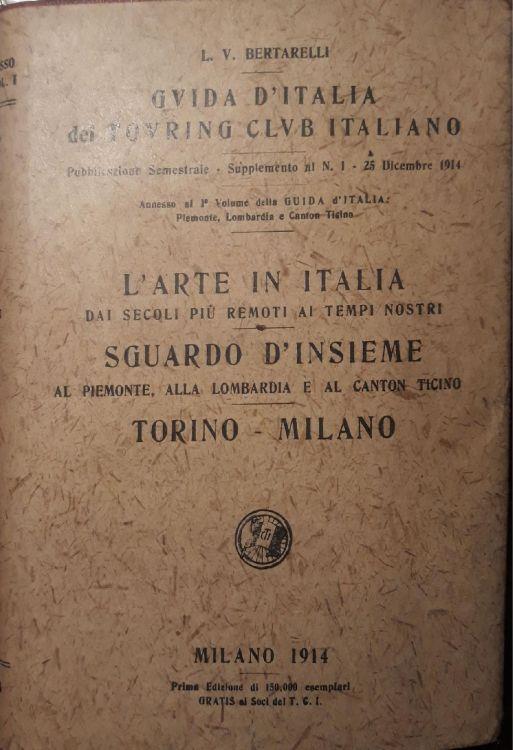 L. V. BERTARELLI
GVIDA D'ITALIA
del TOVRING CLVB ITALIANO
Pubblicazione Semestrale - Supplemento al N. 1 - 25 Dicembre 1914
Annesso al 1° Volume della GUIDA d'ITALIA:
Piemonte, Lombardia e Canton Ticino
L'ARTE IN ITALIA
DAI SECOLI PIÙ REMOTI AI TEMPI NOSTRI
SGUARDO D'INSIEME
AL PIEMONTE, ALLA LOMBARDIA E AL CANTON TICINO
TORINO - MILANO
MILANO 1914
Prima Edizione di 150,000 esemplari
GRATIS ai Soci del T. C. I.